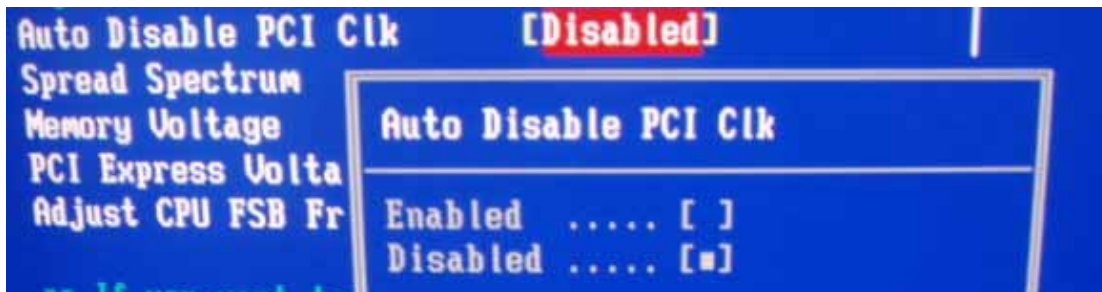 Auto Disable PCI Clk [Disabled]
Spread Spectrum
Memory Voltage
PCI Express Volta
Adjust CPU FSB Fr
Auto Disable PCI Clk
Enabled ..... [ ]
Disabled ..... [■]